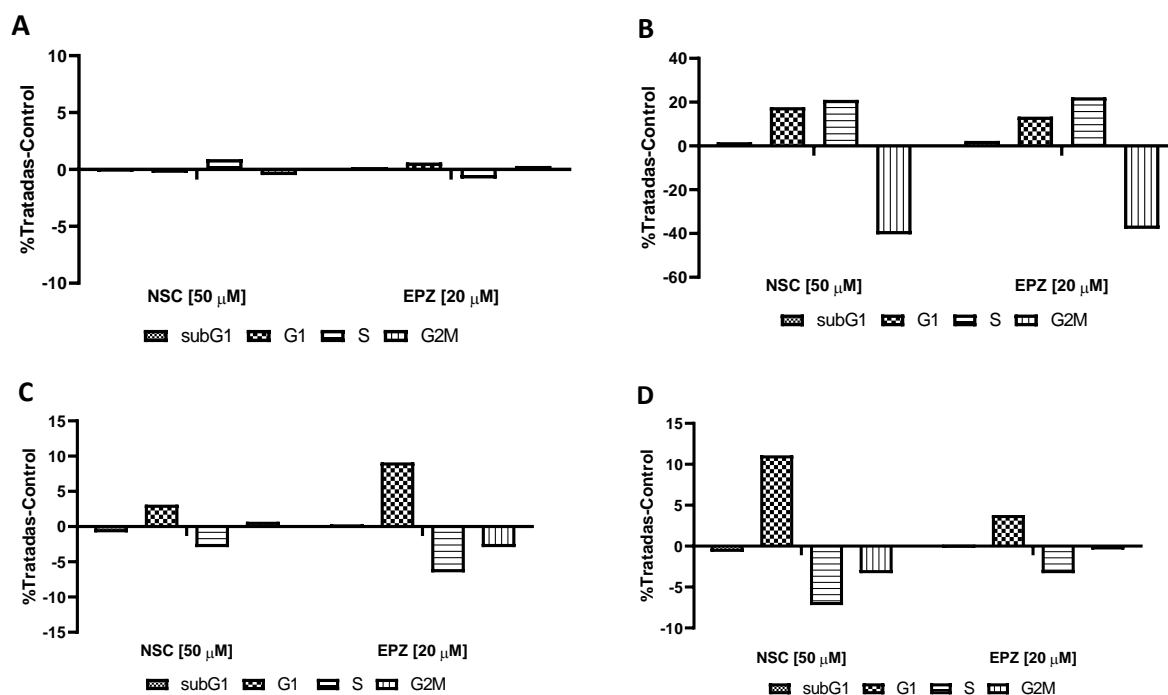 A
10
5
0
-5
-10
%Tratadas-Control
NSC [50 μM] EPZ [20 μM]
subG1 G1 S G2M
B
40
20
0
-20
-40
-60
%Tratadas-Control
NSC [50 μM] EPZ [20 μM]
subG1 G1 S G2M
C
15
10
5
0
-5
-10
-15
%Tratadas-Control
NSC [50 μM] EPZ [20 μM]
subG1 G1 S G2M
D
15
10
5
0
-5
-10
%Tratadas-Control
NSC [50 μM] EPZ [20 μM]
subG1 G1 S G2M